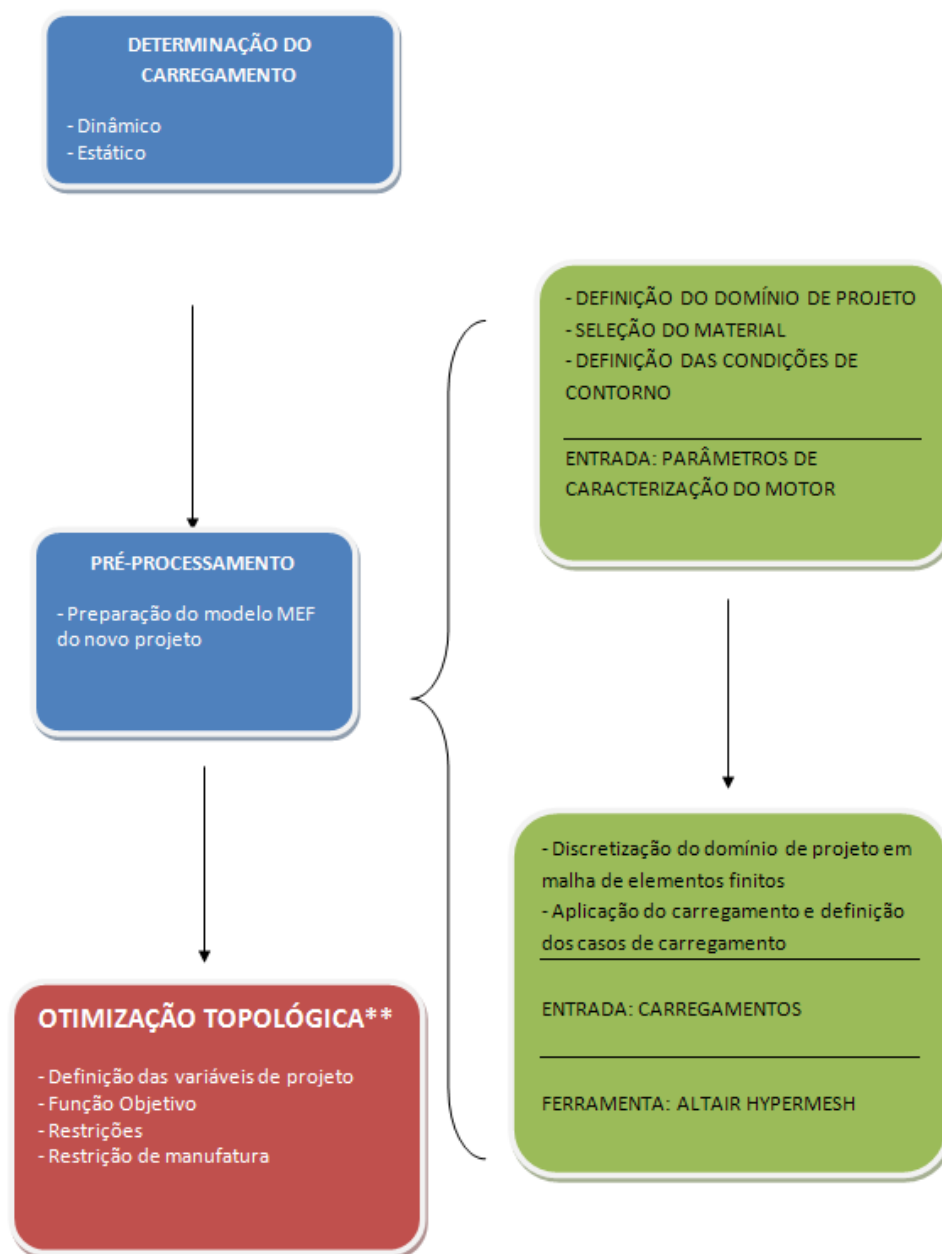 DETERMINAÇÃO DO
CARREGAMENTO
- Dinâmico
- Estático
PRÉ-PROCESSAMENTO
- Preparação do modelo MEF
do novo projeto
OTIMIZAÇÃO TOPOLÓGICA**
- Definição das variáveis de projeto
- Função Objetivo
- Restrições
- Restrição de manufatura
- DEFINIÇÃO DO DOMÍNIO DE PROJETO
- SELEÇÃO DO MATERIAL
- DEFINIÇÃO DAS CONDIÇÕES DE
CONTORNO
ENTRADA: PARÂMETROS DE
CARACTERIZAÇÃO DO MOTOR
- Discretização do domínio de projeto em
malha de elementos finitos
- Aplicação do carregamento e definição
dos casos de carregamento
ENTRADA: CARREGAMENTOS
FERRAMENTA: ALTAIR HYPERMESH